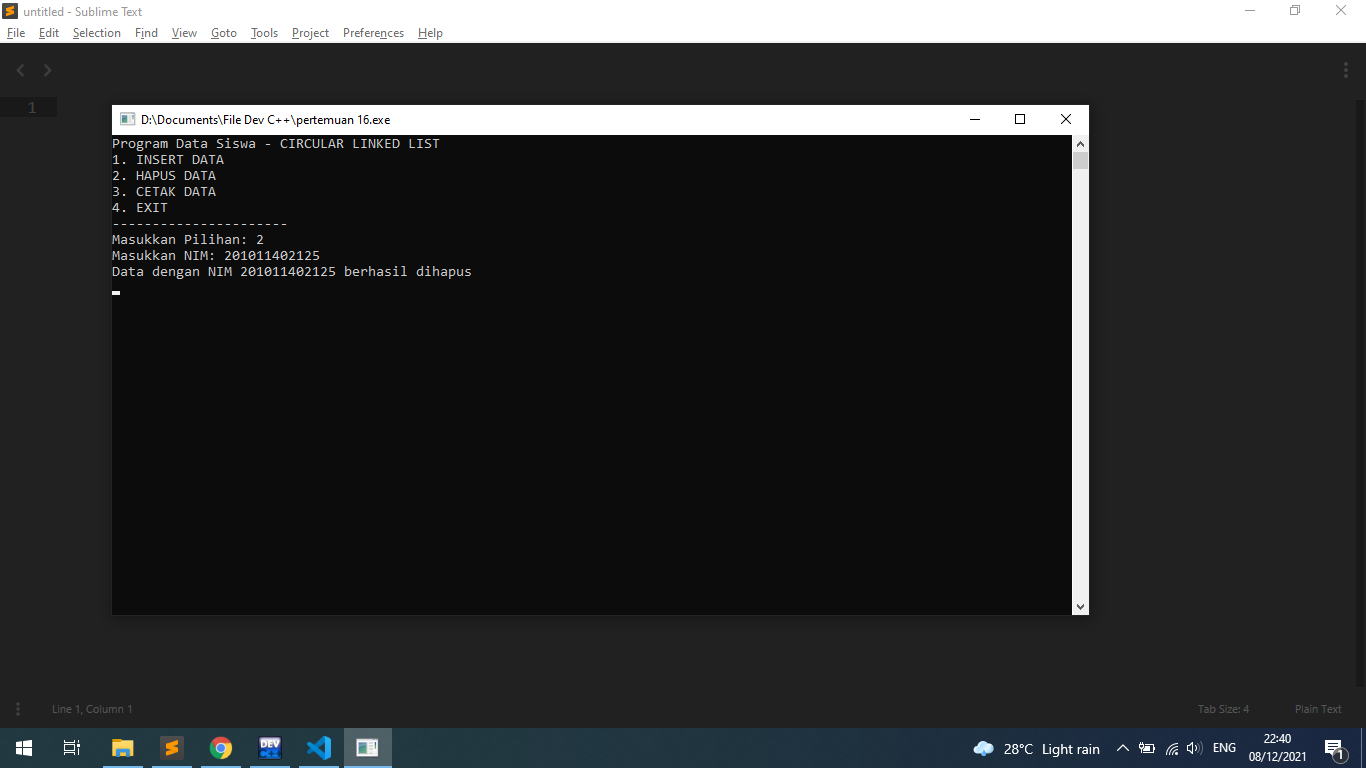 untitled - Sublime Text
File Edit Selection Find View Goto Tools Project Preferences Help
1
D:\Documents\File Dev C++\pertemuan 16.exe
Program Data Siswa - CIRCULAR LINKED LIST
1. INSERT DATA
2. HAPUS DATA
3. CETAK DATA
4. EXIT
----------------------
Masukkan Pilihan: 2
Masukkan NIM: 201011402125
Data dengan NIM 201011402125 berhasil dihapus
Line 1, Column 1
Tab Size: 4
Plain Text
DEV
28°C Light rain
ENG
22:40
08/12/2021
1